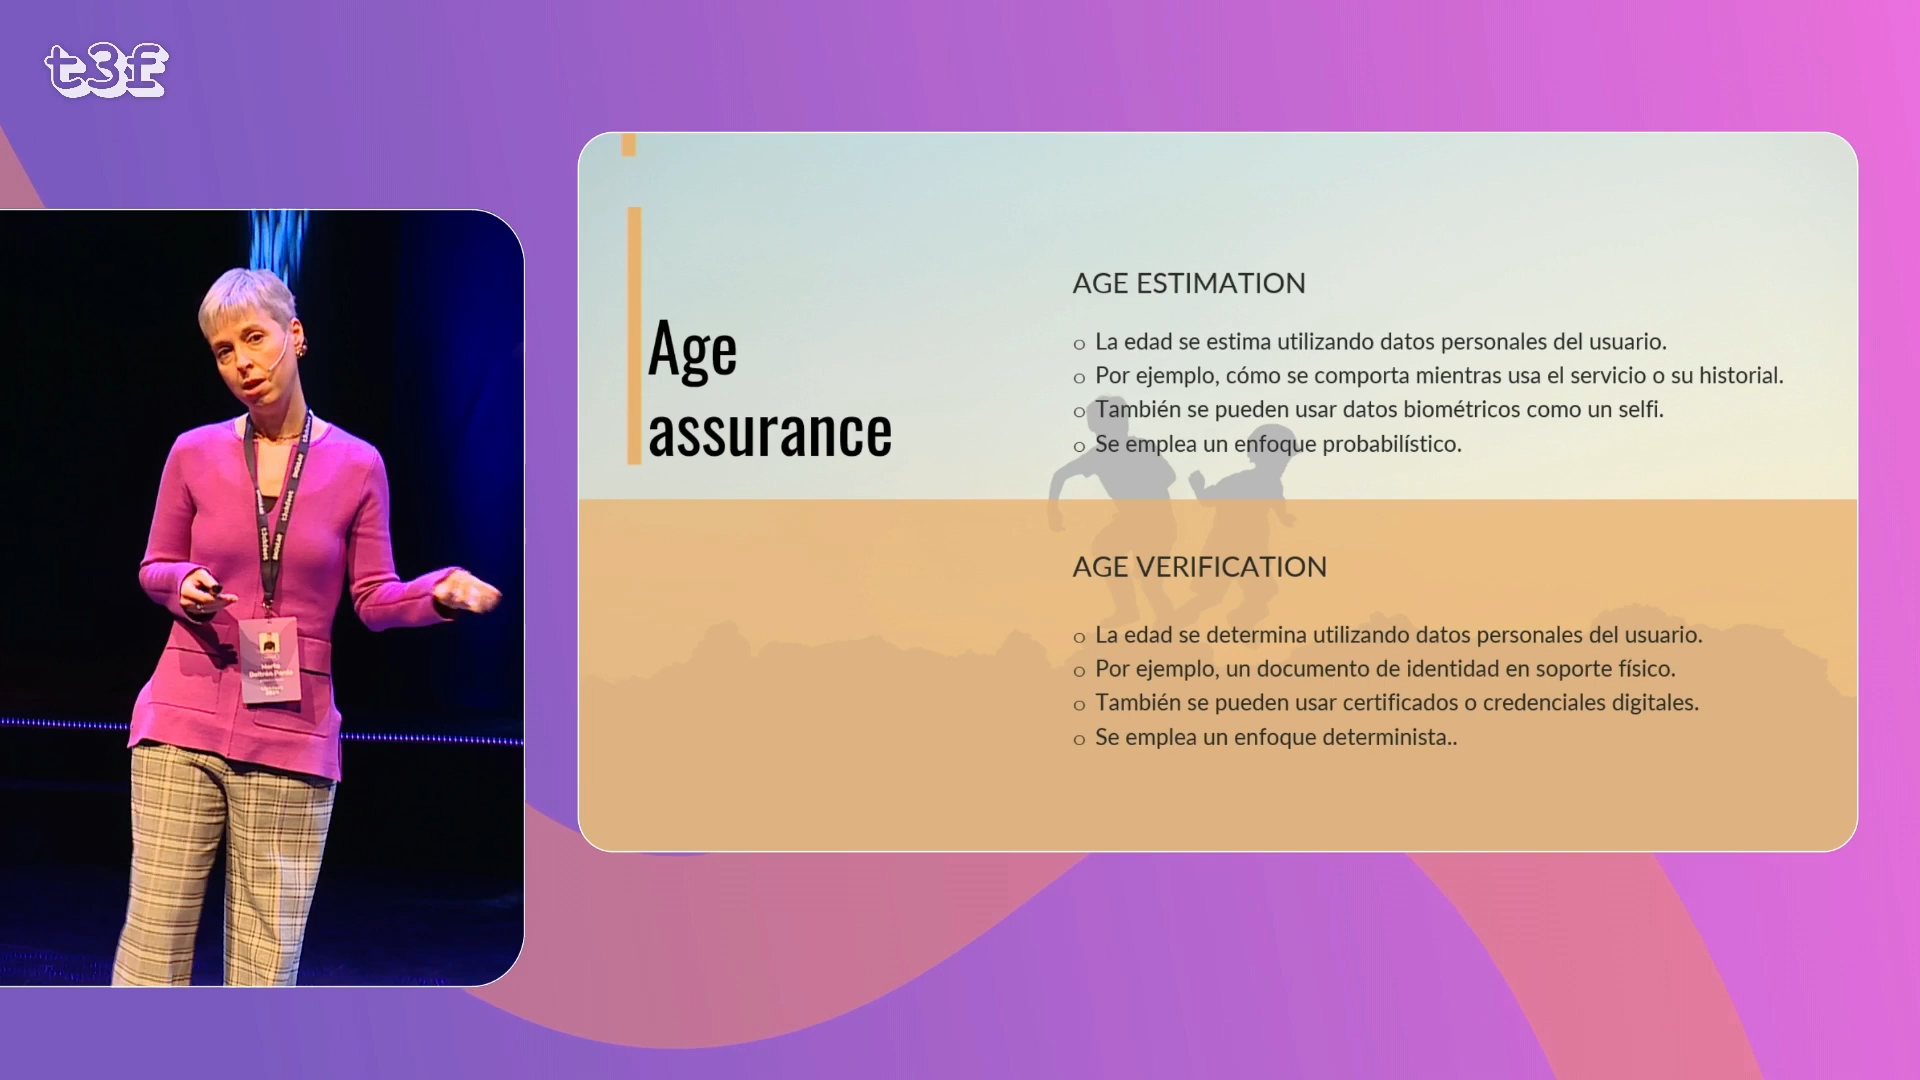 t3f
Age
assurance
AGE ESTIMATION
o La edad se estima utilizando datos personales del usuario.
o Por ejemplo, cómo se comporta mientras usa el servicio o su historial.
o También se pueden usar datos biométricos como un selfi.
o Se emplea un enfoque probabilístico.
AGE VERIFICATION
o La edad se determina utilizando datos personales del usuario.
o Por ejemplo, un documento de identidad en soporte físico.
o También se pueden usar certificados o credenciales digitales.
o Se emplea un enfoque determinista..
Marta
Beltrán Pardo